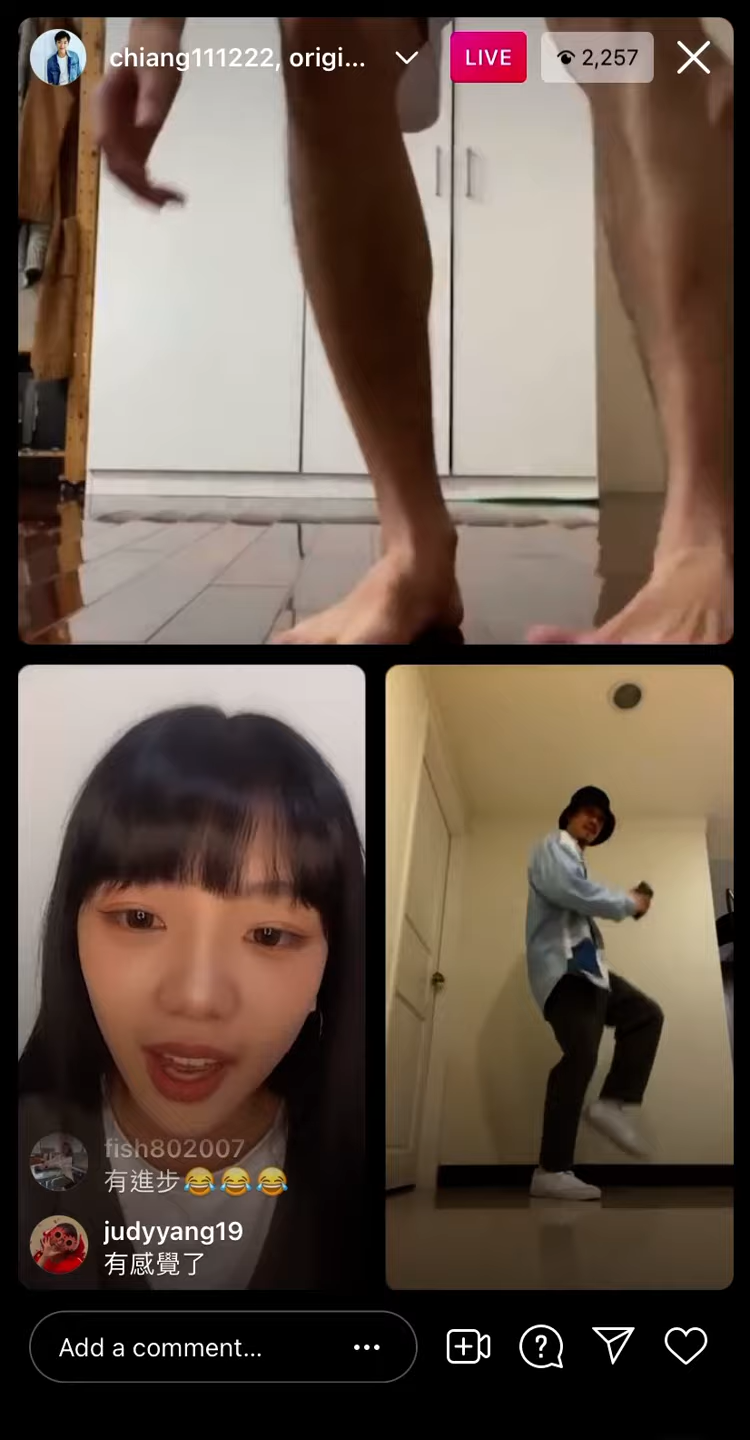 chiang111222, origi... LIVE 2,257
fish802007
有進步😂😂😂
judyyang19
有感覺了
Add a comment...